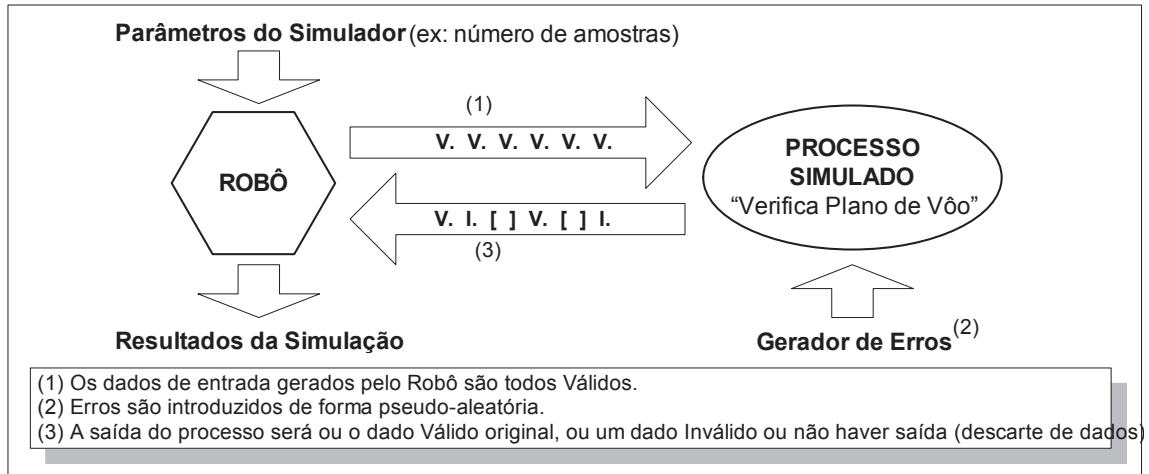 Parâmetros do Simulador (ex: número de amostras)
(1)
V. V. V. V. V. V.
ROBÔ
PROCESSO
SIMULADO
“Verifica Plano de Vôo”
V. I. [ ] V. [ ] I.
(3)
Resultados da Simulação
Gerador de Erros (2)
(1) Os dados de entrada gerados pelo Robô são todos Válidos.
(2) Erros são introduzidos de forma pseudo-aleatória.
(3) A saída do processo será ou o dado Válido original, ou um dado Inválido ou não haver saída (descarte de dados)